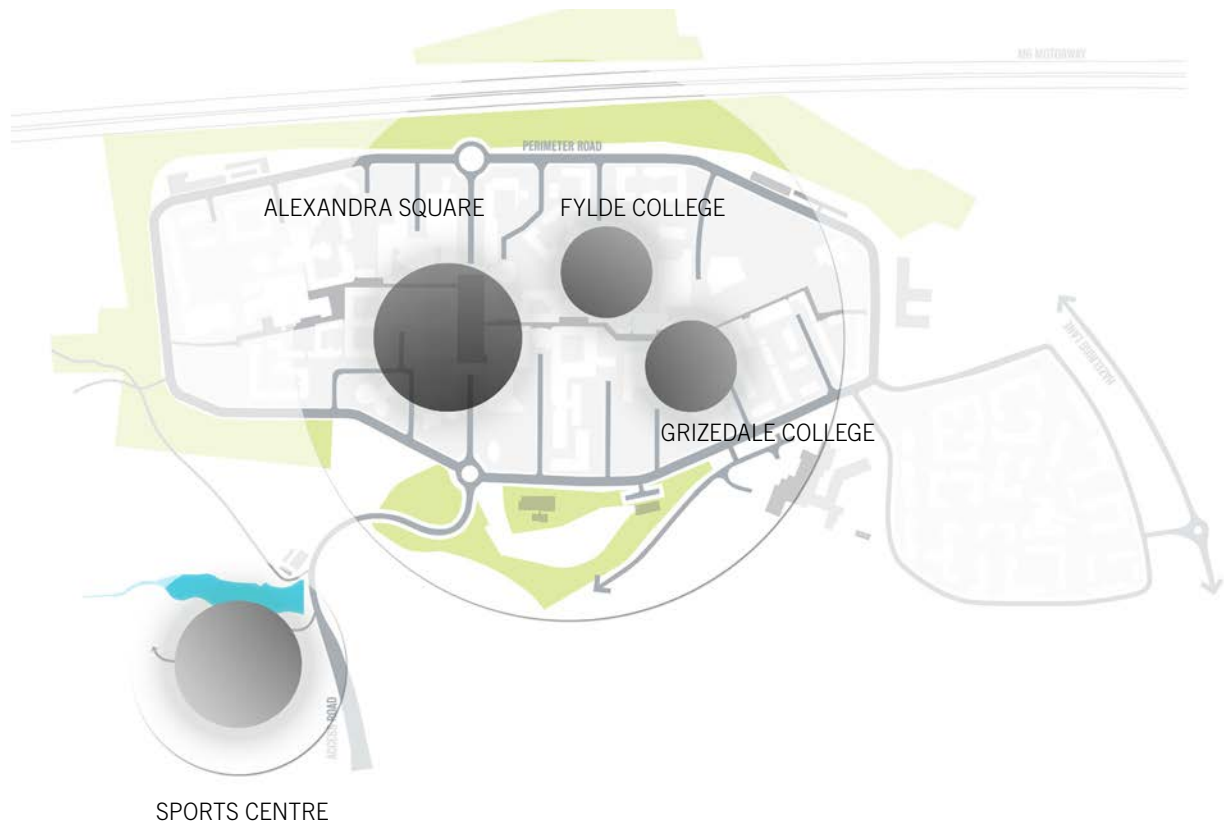 M6 MOTORWAY
PERIMETER ROAD
ALEXANDRA SQUARE
FYLDE COLLEGE
HAZELRIGG LANE
GRIZEDALE COLLEGE
ACCESS ROAD
SPORTS CENTRE